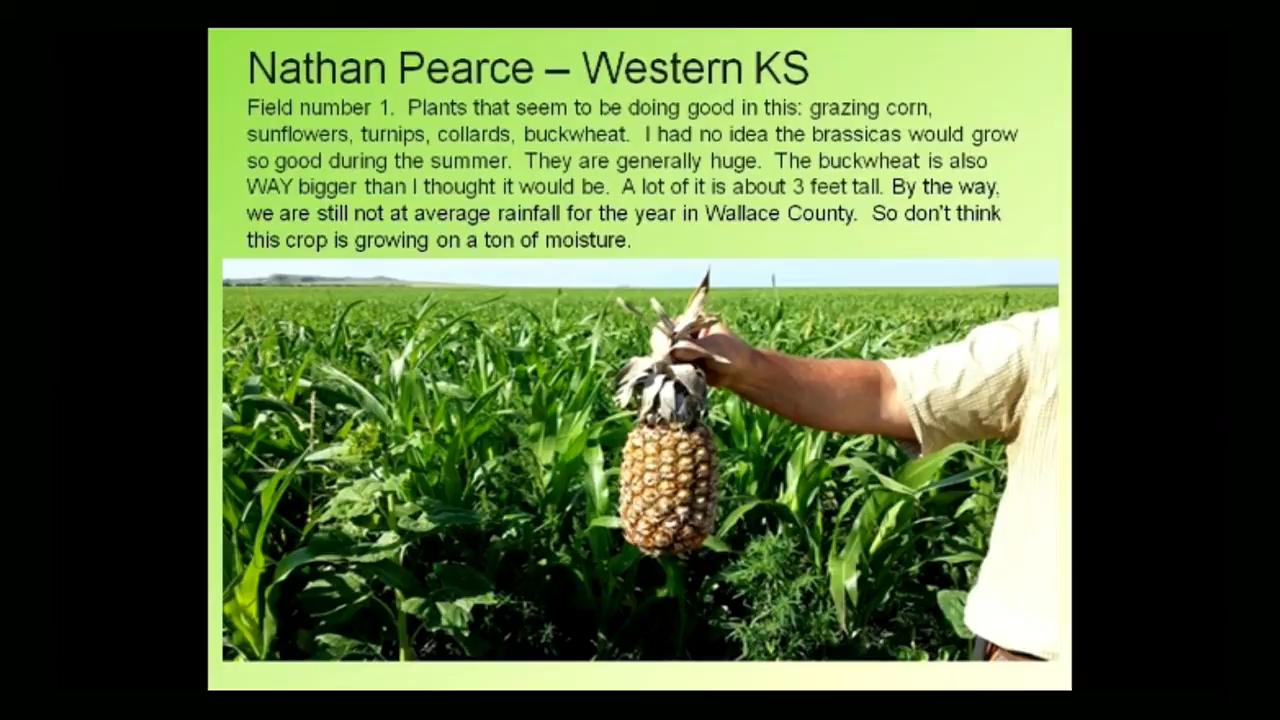 Nathan Pearce – Western KS
Field number 1.  Plants that seem to be doing good in this: grazing corn,
sunflowers, turnips, collards, buckwheat.  I had no idea the brassicas would grow
so good during the summer.  They are generally huge.  The buckwheat is also
WAY bigger than I thought it would be.  A lot of it is about 3 feet tall. By the way,
we are still not at average rainfall for the year in Wallace County.  So don't think
this crop is growing on a ton of moisture.